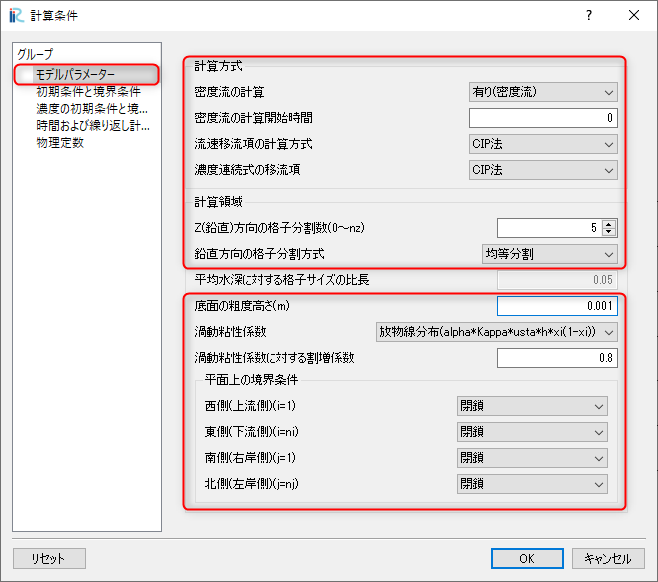 計算条件
グループ
モデルパラメーター
初期条件と境界条件
濃度の初期条件と境...
時間および繰り返し計...
物理定数
計算方式
密度流の計算 有り(密度流)
密度流の計算開始時間 0
流速移流項の計算方式 CIP法
濃度連続式の移流項 CIP法
計算領域
Z(鉛直)方向の格子分割数(0～nz) 5
鉛直方向の格子分割方式 均等分割
平均水深に対する格子サイズの比長 0.05
底面の粗度高さ(m) 0.001
渦動粘性係数 放物線分布(alpha*Kappa*usta*h*xi(1-xi))
渦動粘性係数に対する割増係数 0.8
平面上の境界条件
西側(上流側)(i=1) 閉鎖
東側(下流側)(i=ni) 閉鎖
南側(右岸側)(j=1) 閉鎖
北側(左岸側)(j=nj) 閉鎖
リセット OK キャンセル